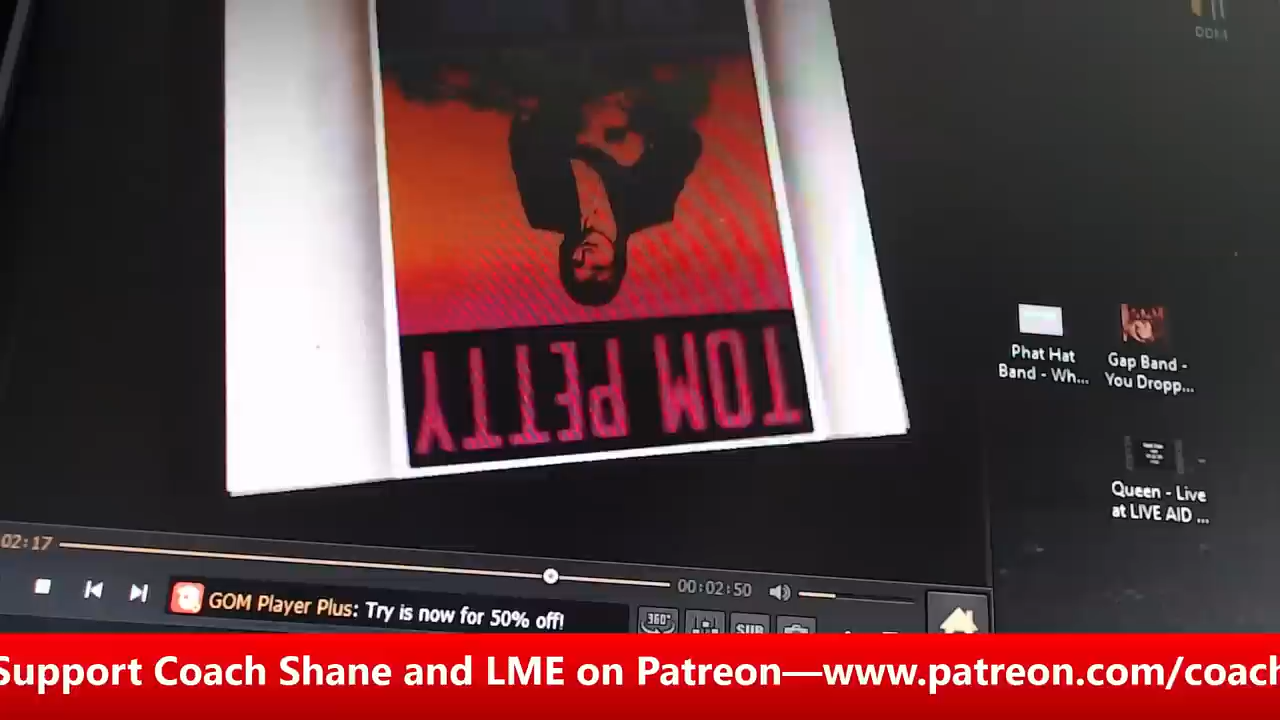 DDM
TOM PETTY
Phat Hat
Band - Wh...
Gap Band -
You Dropp...
Queen - Live
at LIVE AID ...
02:17
00:02:50
GOM Player Plus: Try is now for 50% off!
360°
SUB
Support Coach Shane and LME on Patreon—www.patreon.com/coach